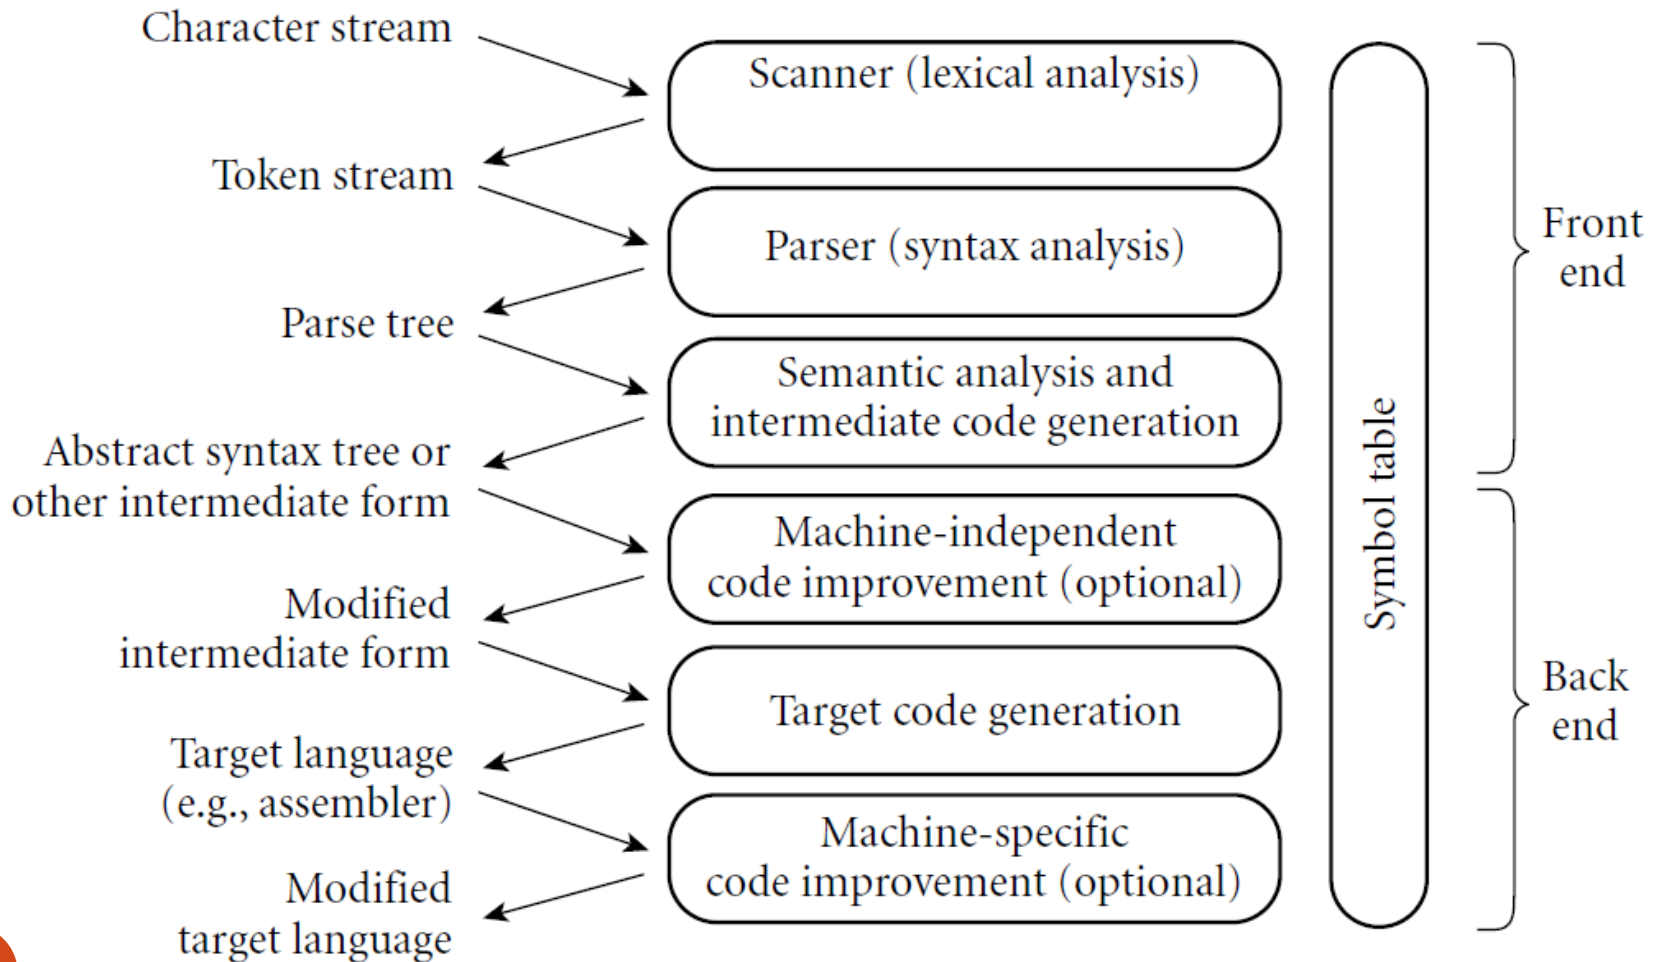 Character stream
Scanner (lexical analysis)
Token stream
Parser (syntax analysis)
Parse tree
Semantic analysis and
intermediate code generation
Abstract syntax tree or
other intermediate form
Machine-independent
code improvement (optional)
Modified
intermediate form
Target code generation
Target language
(e.g., assembler)
Machine-specific
code improvement (optional)
Modified
target language
Symbol table
Front
end
Back
end